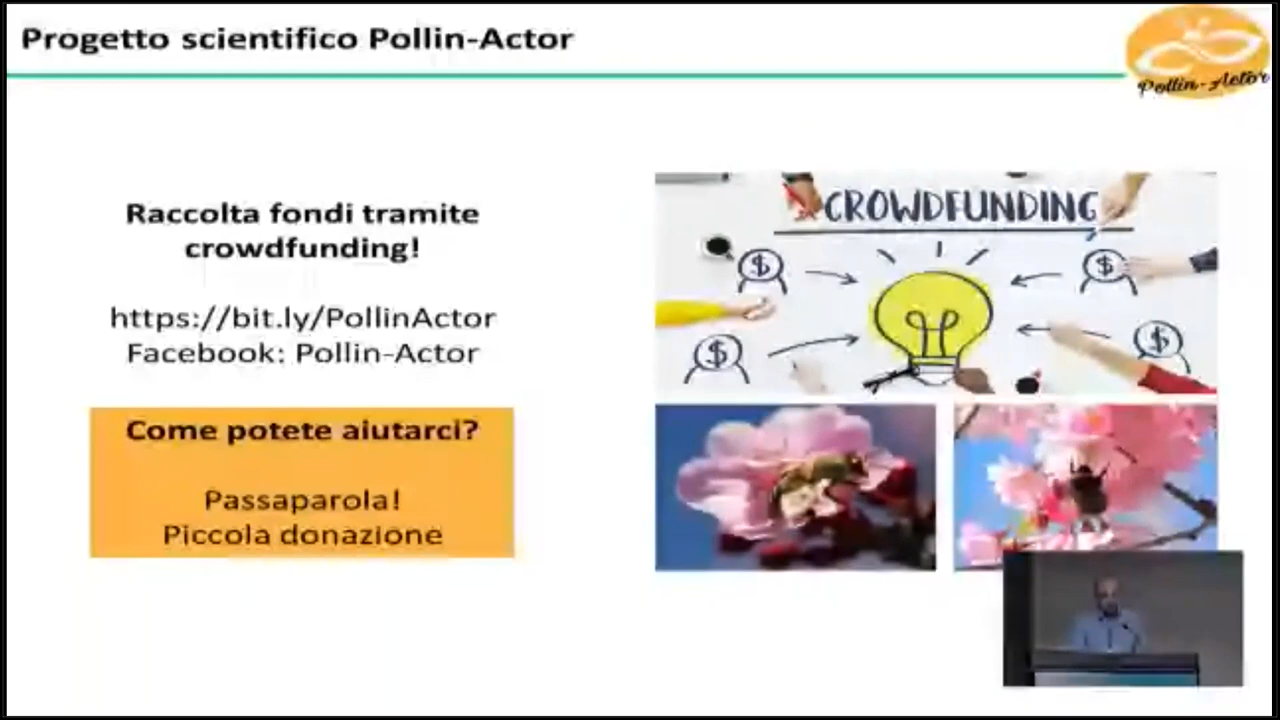 Progetto scientifico Pollin-Actor
Pollin-Actor
Raccolta fondi tramite
crowdfunding!
https://bit.ly/PollinActor
Facebook: Pollin-Actor
Come potete aiutarci?
Passaparola!
Piccola donazione
CROWDFUNDING
$
$
$
$